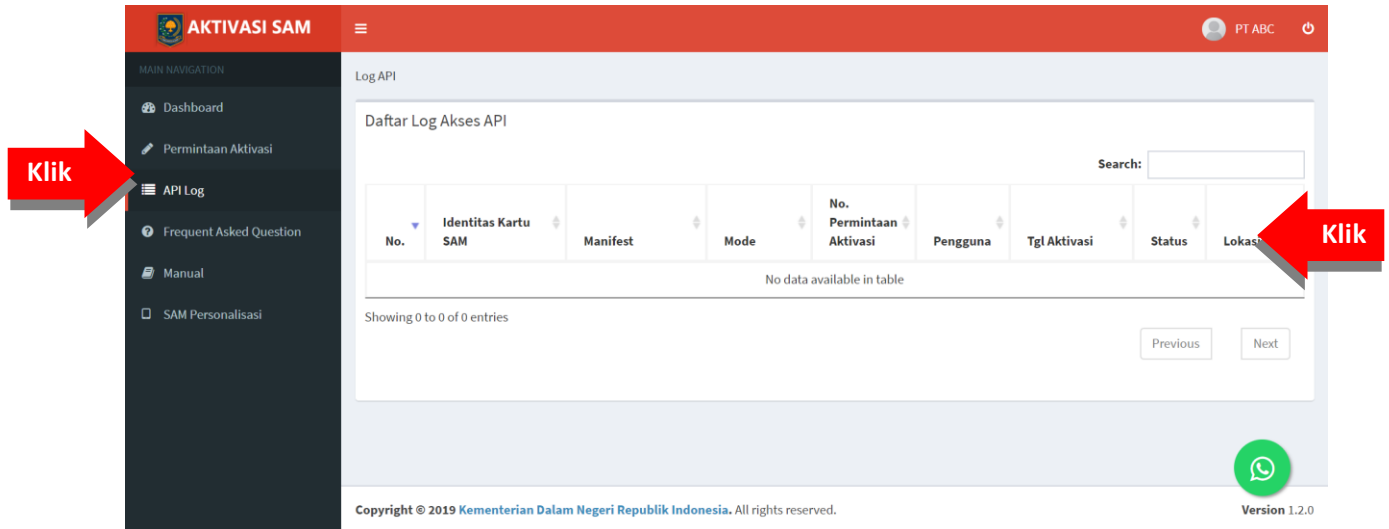 AKTIVASI SAM
PT ABC
MAIN NAVIGATION
Dashboard
Permintaan Aktivasi
API Log
Frequent Asked Question
Manual
SAM Personalisasi
Klik
Log API
Daftar Log Akses API
Search:
No.
Identitas Kartu
SAM
Manifest
Mode
No.
Permintaan
Aktivasi
Pengguna
Tgl Aktivasi
Status
Lokasi
Klik
No data available in table
Showing 0 to 0 of 0 entries
Previous
Next
Copyright © 2019 Kementerian Dalam Negeri Republik Indonesia. All rights reserved.
Version 1.2.0